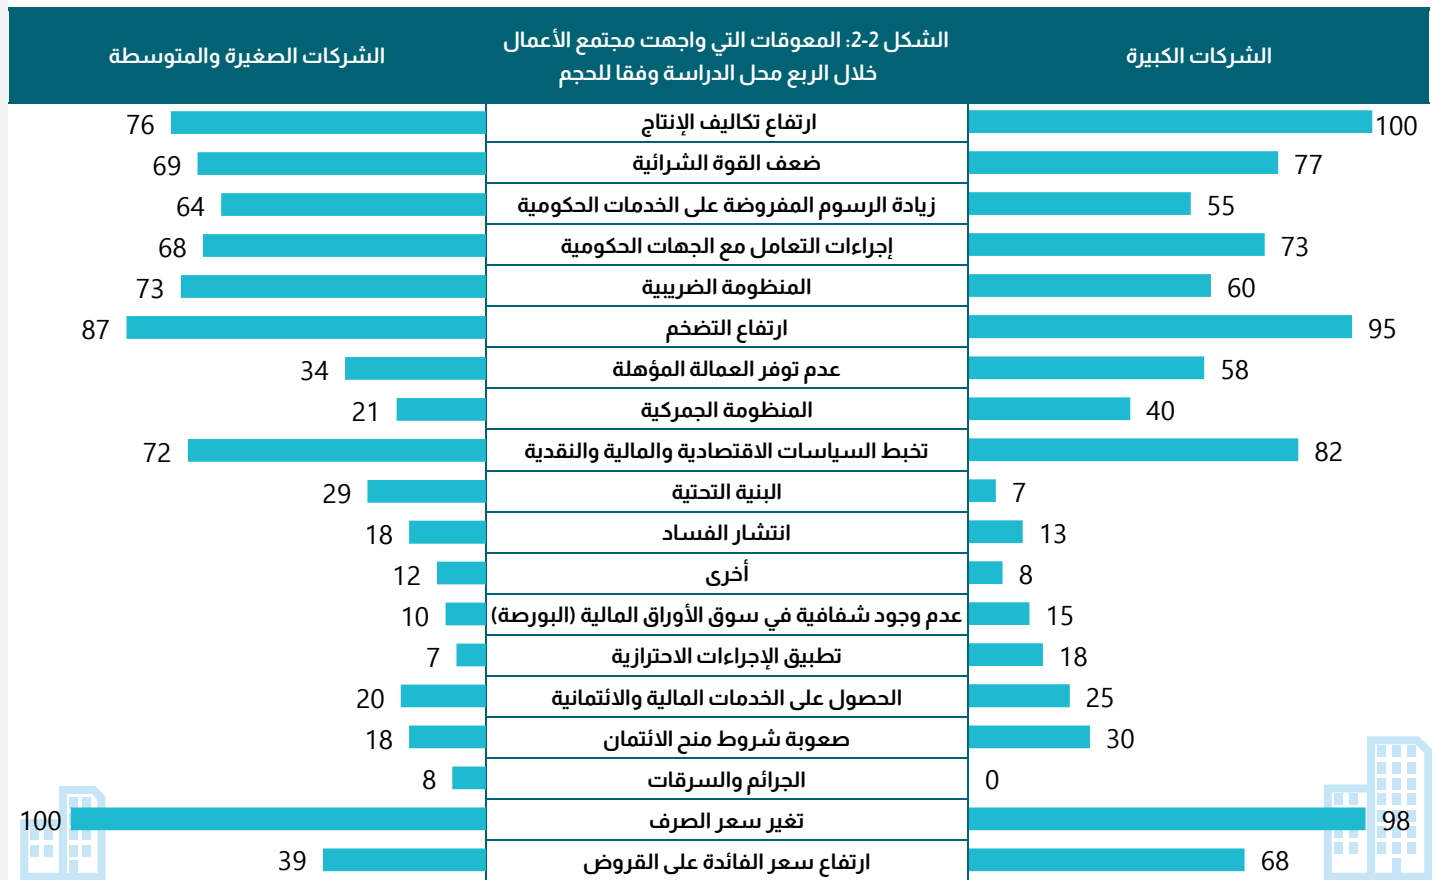 الشركات الكبيرة
الشكل 2-2: المعوقات التي واجهت مجتمع الأعمال
خلال الربع محل الدراسة وفقا للحجم
الشركات الصغيرة والمتوسطة
100 ارتفاع تكاليف الإنتاج 76
77 ضعف القوة الشرائية 69
55 زيادة الرسوم المفروضة على الخدمات الحكومية 64
73 إجراءات التعامل مع الجهات الحكومية 68
60 المنظومة الضريبية 73
95 ارتفاع التضخم 87
58 عدم توفر العمالة المؤهلة 34
40 المنظومة الجمركية 21
82 تخبط السياسات الاقتصادية والمالية والنقدية 72
7 البنية التحتية 29
13 انتشار الفساد 18
8 أخرى 12
15 عدم وجود شفافية في سوق الأوراق المالية (البورصة) 10
18 تطبيق الإجراءات الاحترازية 7
25 الحصول على الخدمات المالية والائتمانية 20
30 صعوبة شروط منح الائتمان 18
0 الجرائم والسرقات 8
98 تغير سعر الصرف 100
68 ارتفاع سعر الفائدة على القروض 39